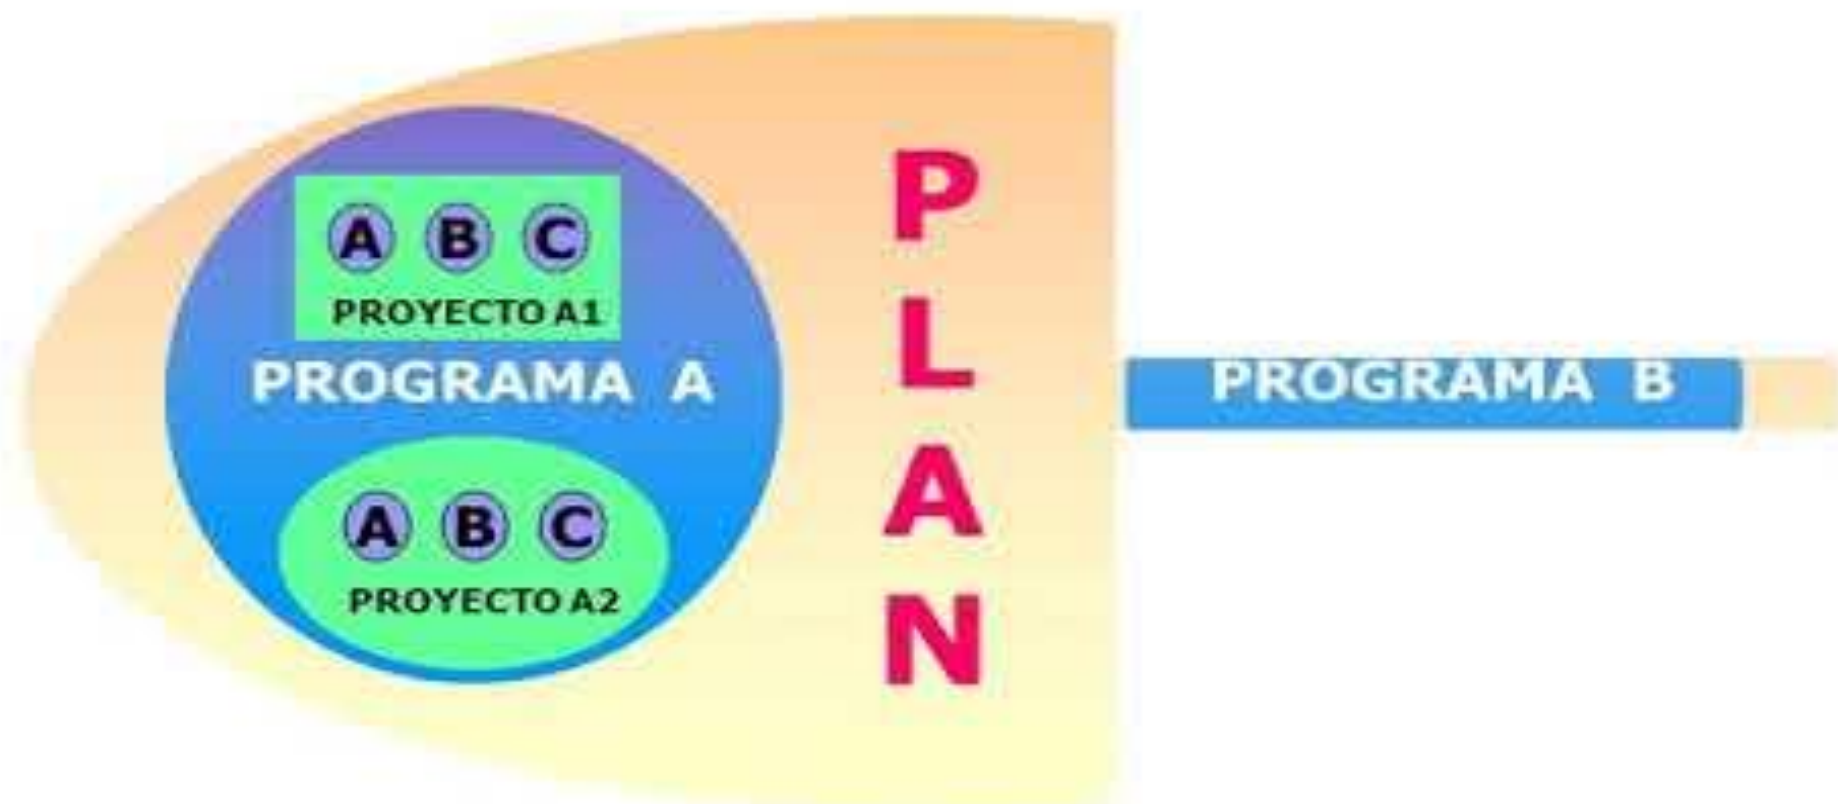 A B C
PROYECTO A1
PROGRAMA A
A B C
PROYECTO A2
P
L
A
N
PROGRAMA B